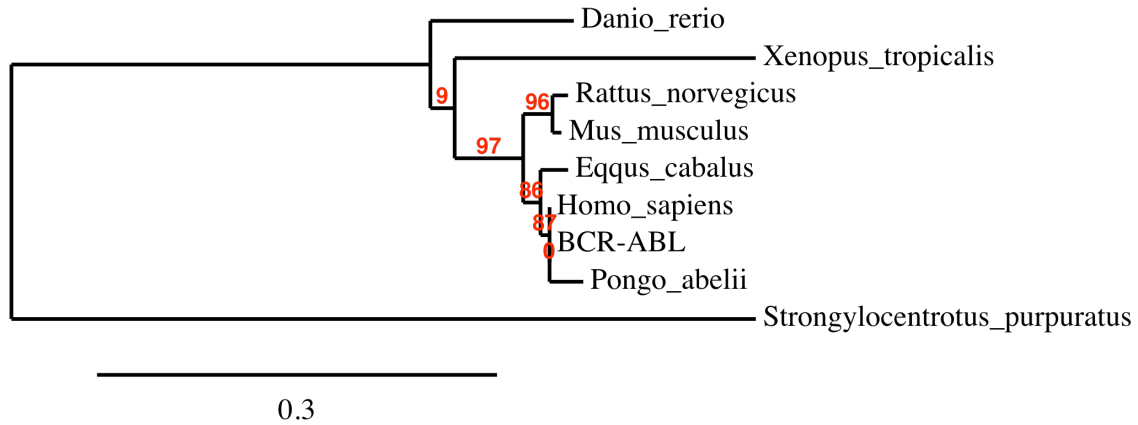 Danio_rerio
Xenopus_tropicalis
9
Rattus_norvegicus
96
Mus_musculus
97
Eqqus_cabalus
86
Homo_sapiens
87
BCR-ABL
0
Pongo_abelii
Strongylocentrotus_purpuratus
0.3